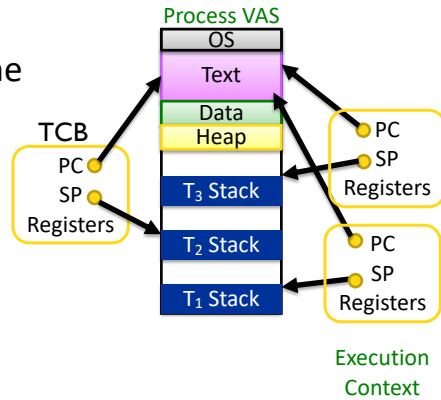 Process VAS
OS
ne
Text
Data
TCB
Heap
PC
SP
Registers
T3 Stack
T2 Stack
T1 Stack
PC
SP
Registers
PC
SP
Registers
Execution
Context